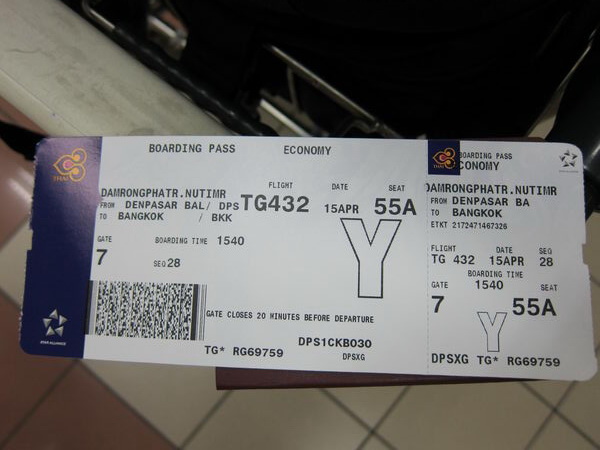 BOARDING PASS ECONOMY
THAI
DAMRONGPHATR.NUTIMR
FLIGHT DATE SEAT
FROM DENPASAR BAL/ DPS TG432 15APR 55A
TO BANGKOK / BKK
GATE BOARDING TIME 1540
7 SEQ 28
Y
GATE CLOSES 20 MINUTES BEFORE DEPARTURE
STAR ALLIANCE
DPS1CKB030
TG* RG69759 DPSXG
BOARDING PASS
ECONOMY
DAMRONGPHATR.NUTIMR
FROM DENPASAR BA
TO BANGKOK
ETKT 2172471467326
FLIGHT DATE SEQ
TG 432 15APR 28
BOARDING TIME
GATE 1540 SEAT
7 55A
Y
DPSXG TG* RG69759